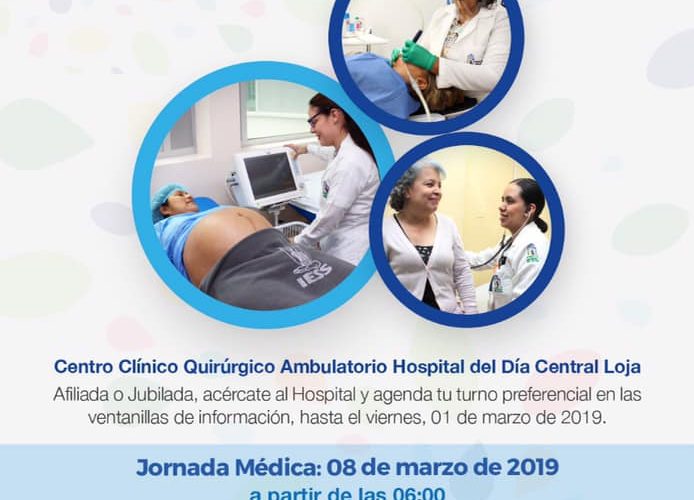 IESS
Centro Clínico Quirúrgico Ambulatorio Hospital del Día Central Loja
Afiliada o Jubilada, acércate al Hospital y agenda tu turno preferencial en las
ventanillas de información, hasta el viernes, 01 de marzo de 2019.
Jornada Médica: 08 de marzo de 2019
a partir de las 06:00